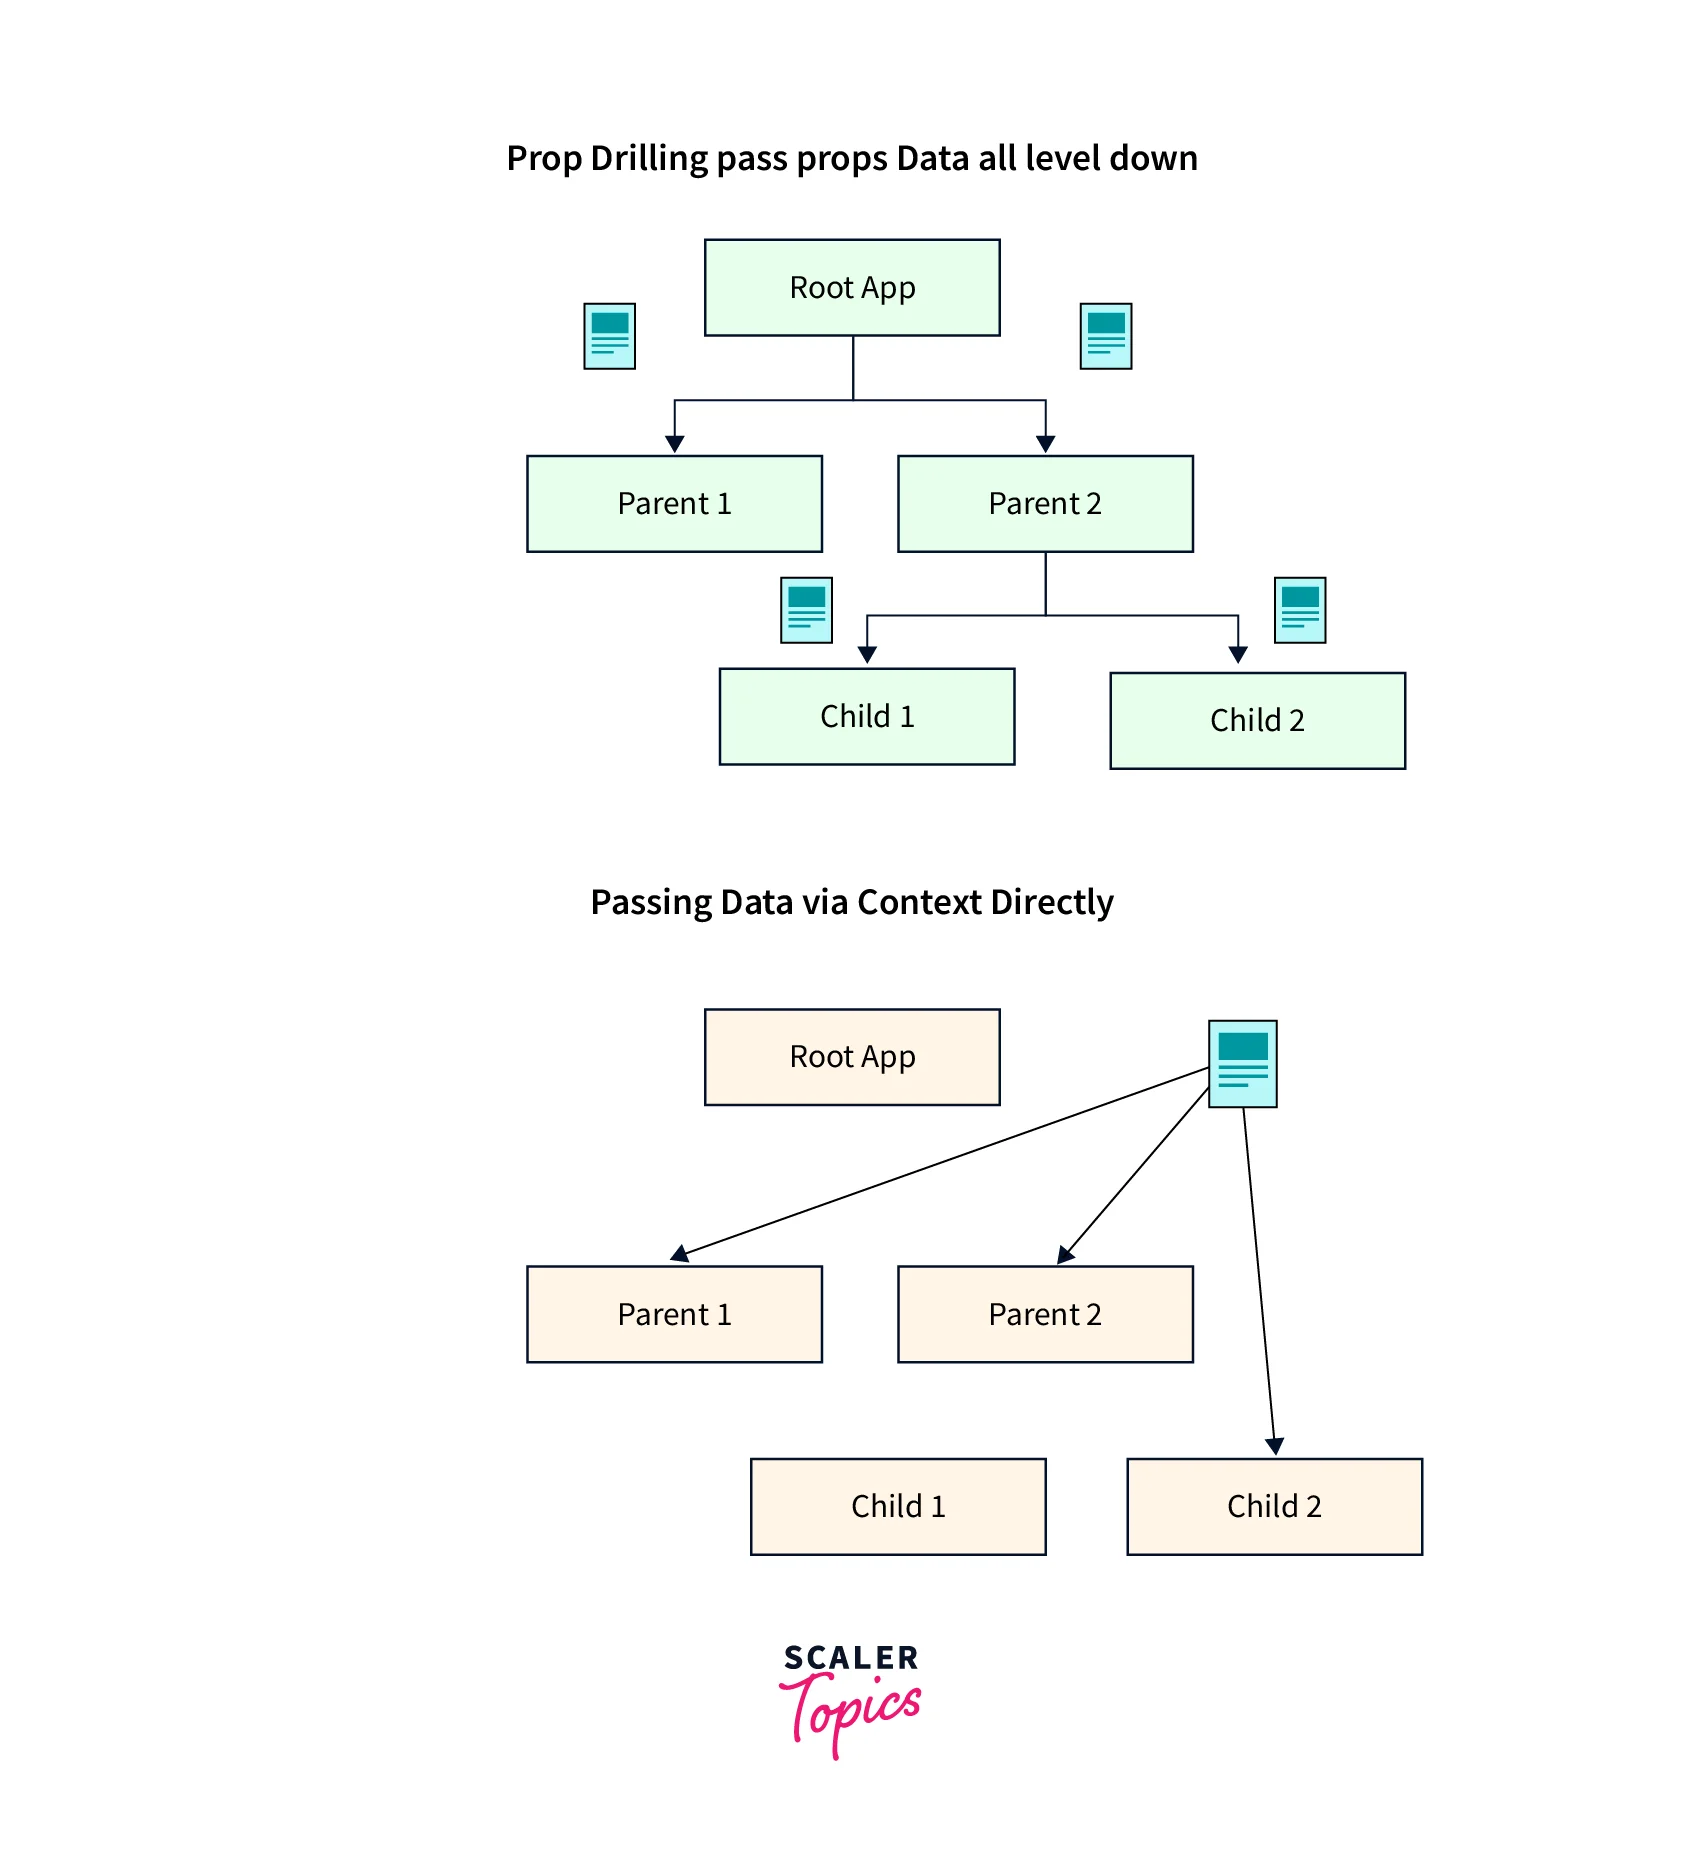 Prop Drilling pass props Data all level down
Root App
Parent 1
Parent 2
Child 1
Child 2
Passing Data via Context Directly
Root App
Parent 1
Parent 2
Child 1
Child 2
SCALER
Topics